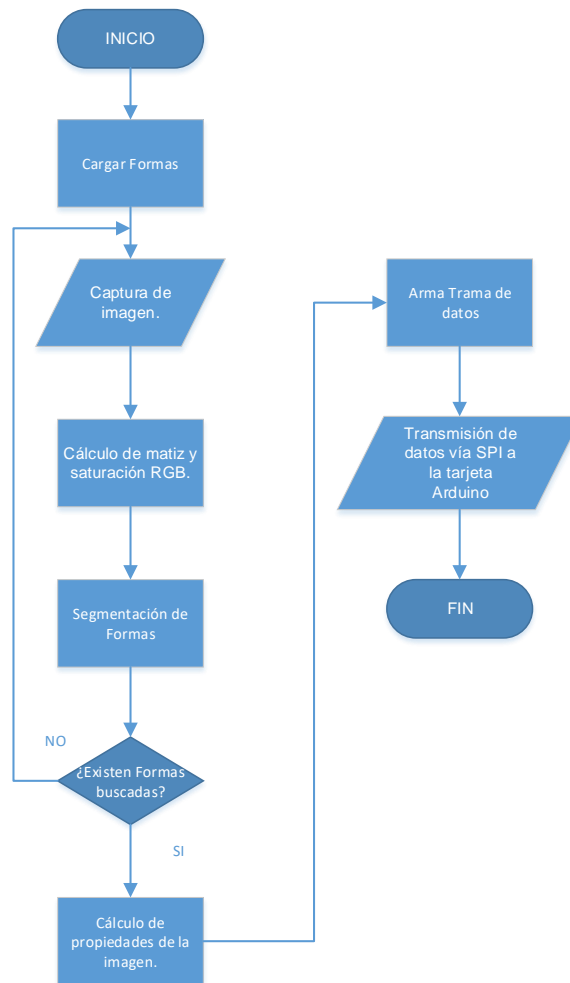 INICIO
Cargar Formas
Captura de
imagen.
Cálculo de matiz y
saturación RGB.
Segmentación de
Formas
NO
¿Existen Formas
buscadas?
SI
Cálculo de
propiedades de la
imagen.
Arma Trama de
datos
Transmisión de
datos vía SPI a
la tarjeta
Arduino
FIN